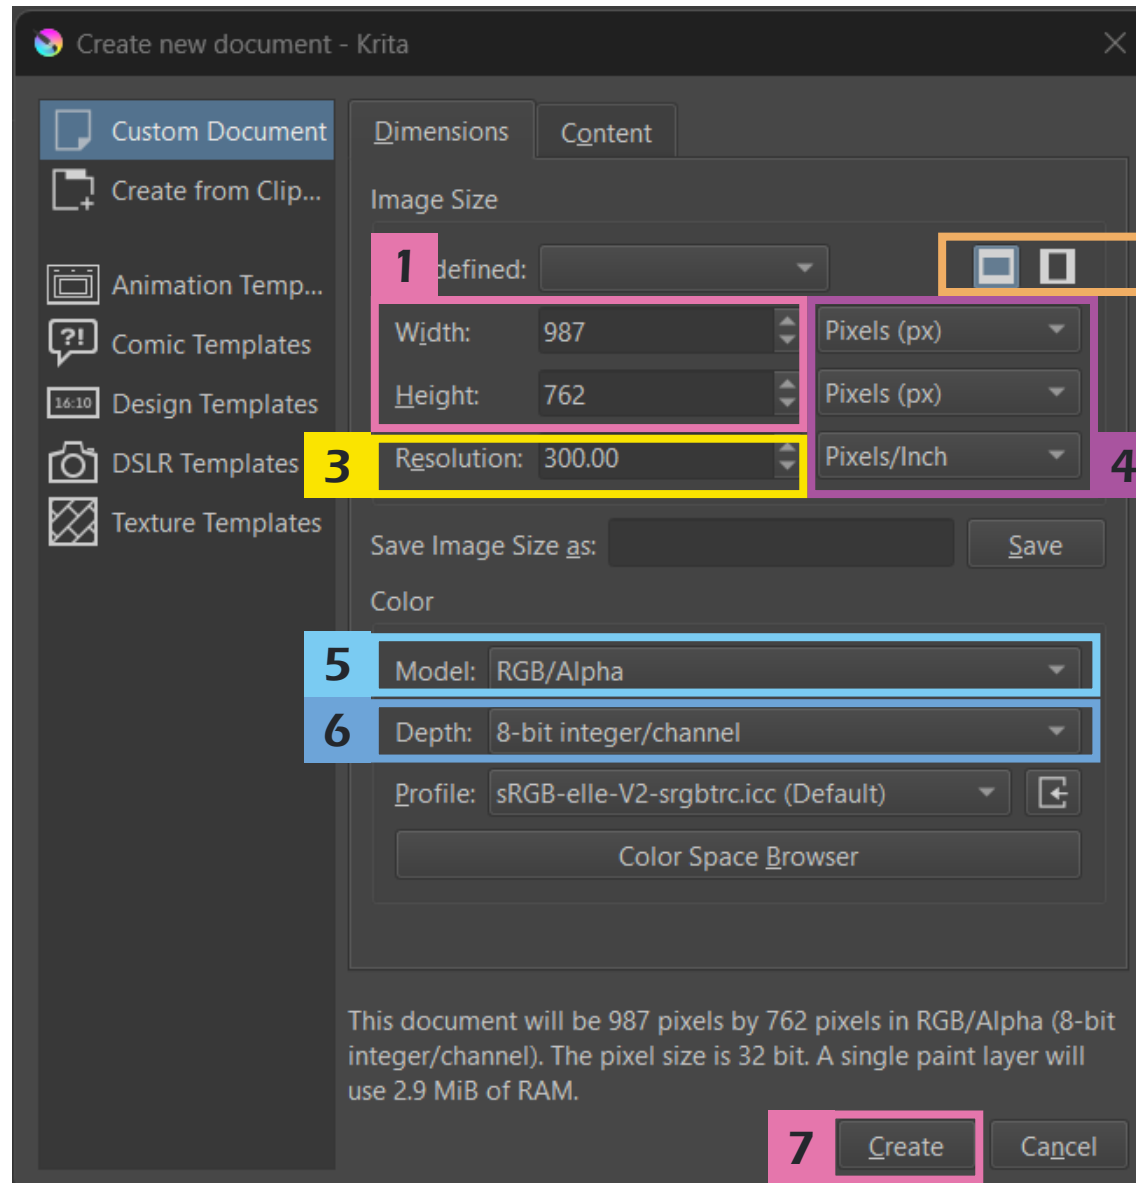 Create new document - Krita
Custom Document
Create from Clip...
Animation Temp...
?! Comic Templates
16:10 Design Templates
DSLR Templates
Texture Templates
Dimensions
Content
Image Size
1 defined:
Width: 987 Pixels (px)
Height: 762 Pixels (px)
3 Resolution: 300.00 Pixels/Inch 4
Save Image Size as: Save
Color
5 Model: RGB/Alpha
6 Depth: 8-bit integer/channel
Profile: sRGB-elle-V2-srgbtrc.icc (Default)
Color Space Browser
This document will be 987 pixels by 762 pixels in RGB/Alpha (8-bit
integer/channel). The pixel size is 32 bit. A single paint layer will
use 2.9 MiB of RAM.
7 Create Cancel